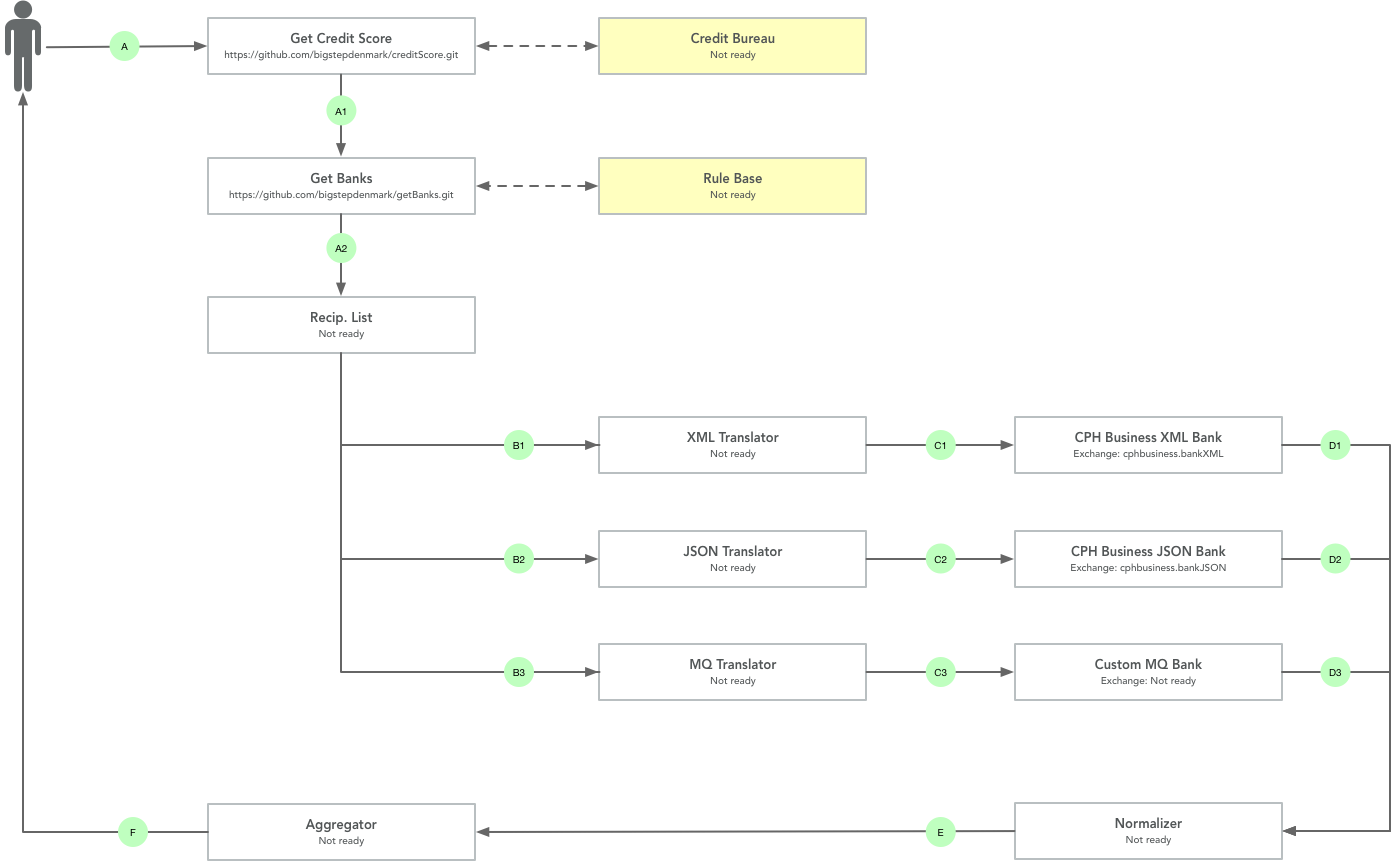 A
Get Credit Score
https://github.com/bigstepdenmark/creditScore.git
Credit Bureau
Not ready
A1
Get Banks
https://github.com/bigstepdenmark/getBanks.git
Rule Base
Not ready
A2
Recip. List
Not ready
B1
XML Translator
Not ready
C1
CPH Business XML Bank
Exchange: cphbusiness.bankXML
D1
B2
JSON Translator
Not ready
C2
CPH Business JSON Bank
Exchange: cphbusiness.bankJSON
D2
B3
MQ Translator
Not ready
C3
Custom MQ Bank
Exchange: Not ready
D3
F
Aggregator
Not ready
E
Normalizer
Not ready